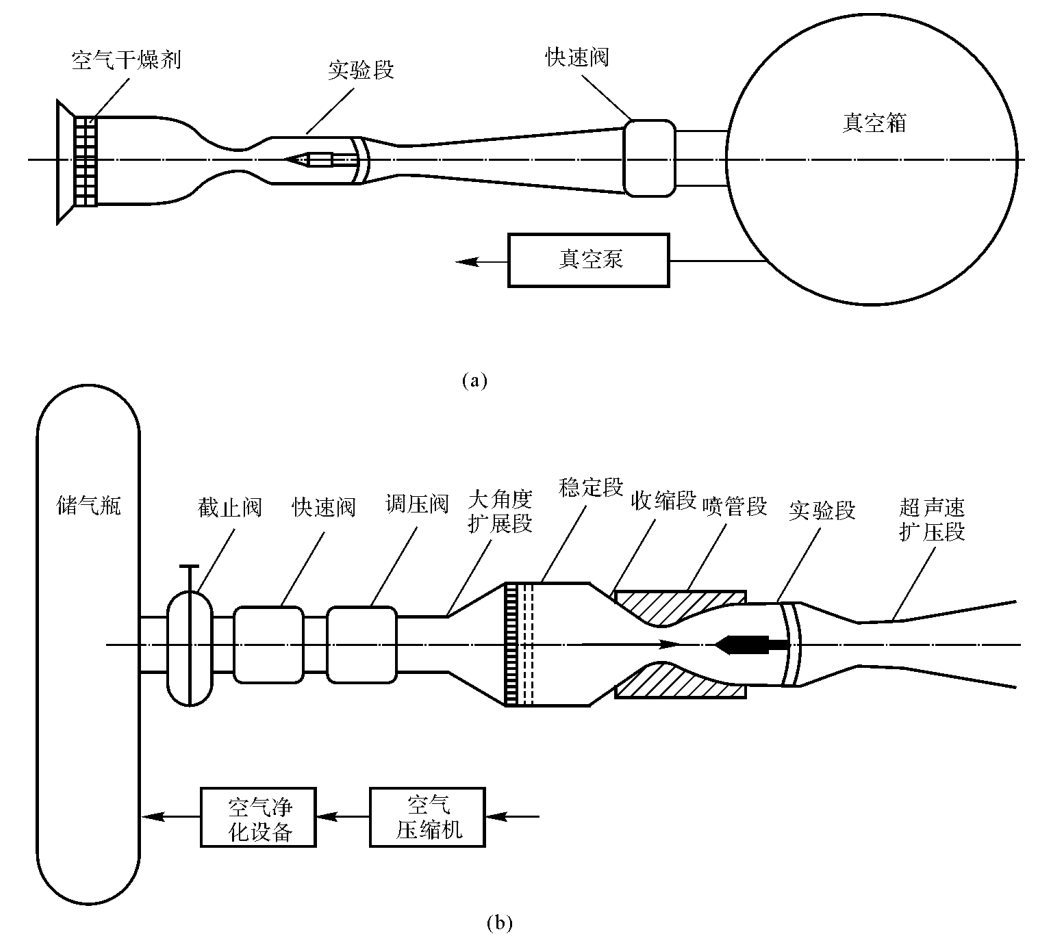 空气干燥剂
实验段
快速阀
真空箱
真空泵
(a)
储气瓶
截止阀
快速阀
调压阀
大角度
扩展段
稳定段
收缩段
喷管段
实验段
超声速
扩压段
空气净
化设备
空气
压缩机
(b)